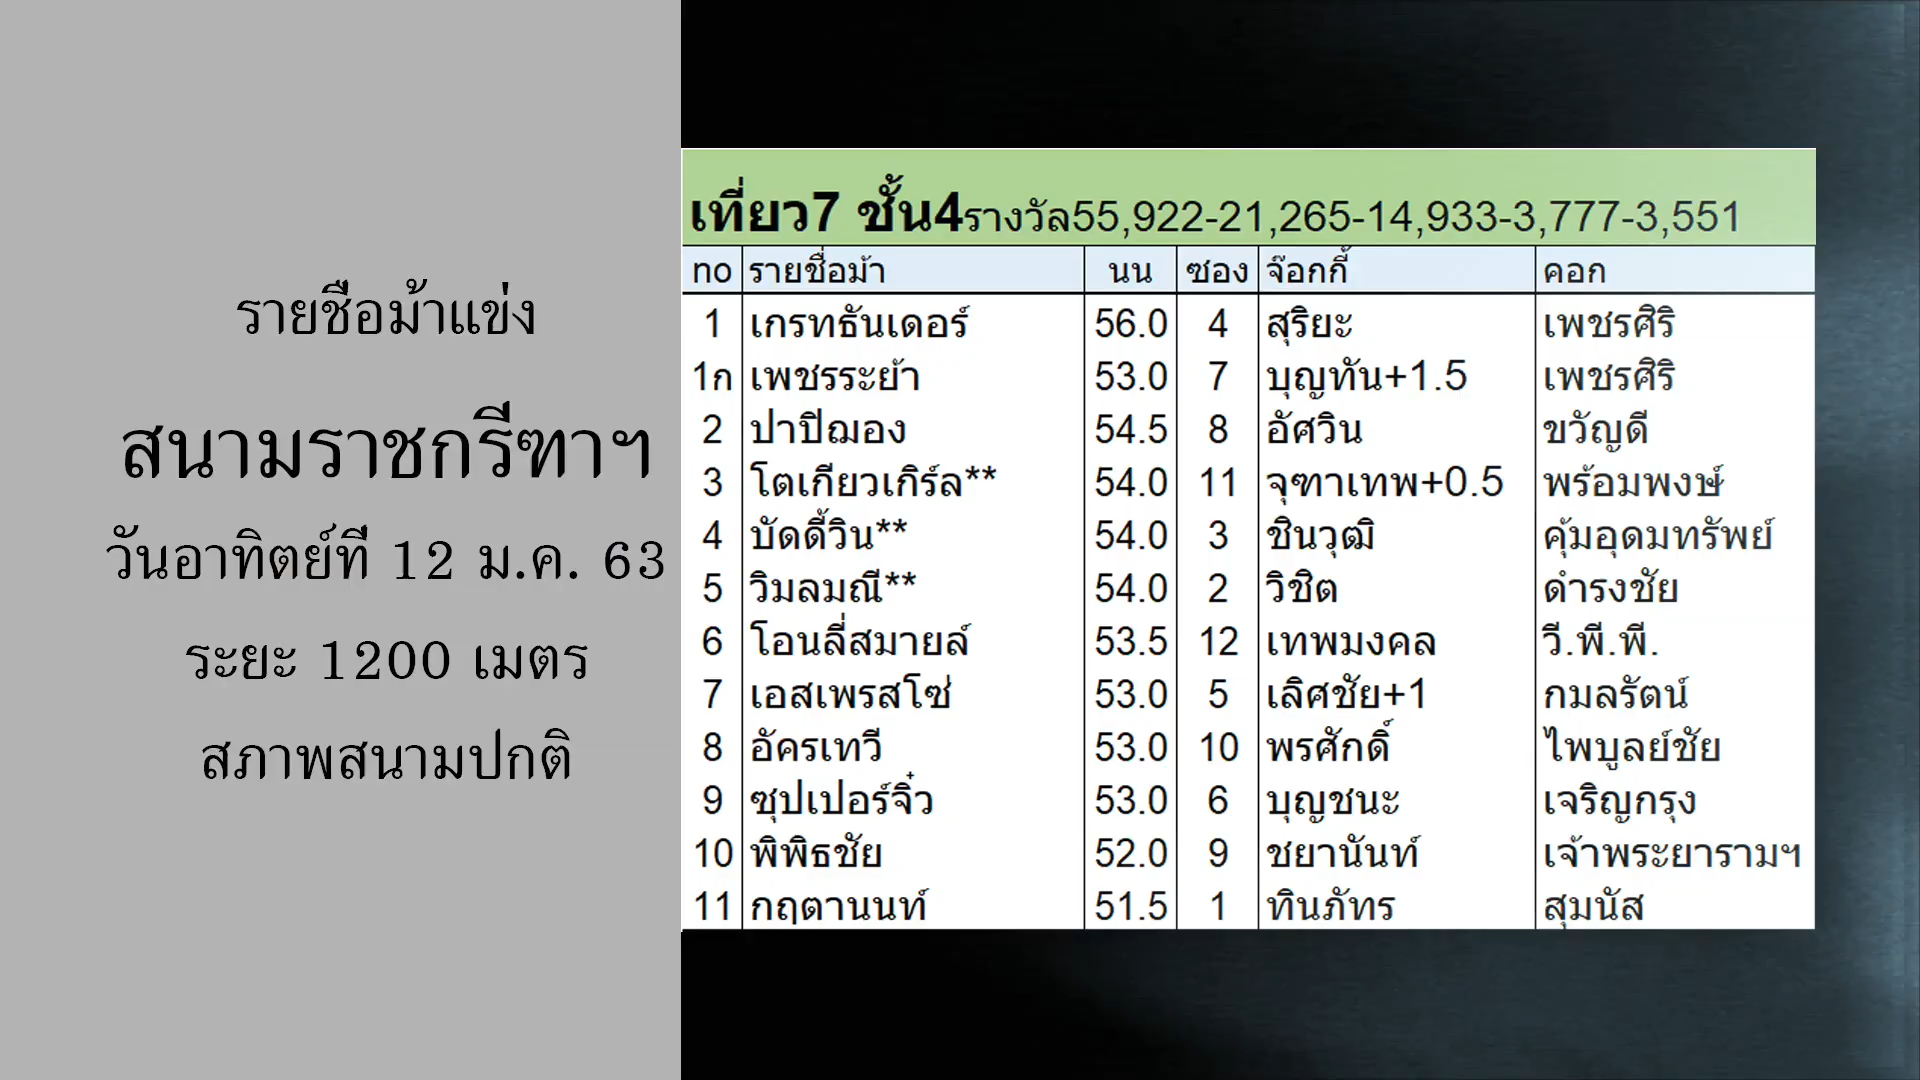 รายชื่อม้าแข่ง
สนามราชกรีฑาฯ
วันอาทิตย์ที่ 12 ม.ค. 63
ระยะ 1200 เมตร
สภาพสนามปกติ
เที่ยว7 ชั้น4รางวัล55,922-21,265-14,933-3,777-3,551
no รายชื่อม้า นน ซอง จ๊อกกี้ คอก
1 เกรทธันเดอร์ 56.0 4 สุริยะ เพชรศิริ
1ก เพชรระย้า 53.0 7 บุญทัน+1.5 เพชรศิริ
2 ปาปิฌอง 54.5 8 อัศวิน ขวัญดี
3 โตเกียวเกิร์ล** 54.0 11 จุฑาเทพ+0.5 พร้อมพงษ์
4 บัดดี้วิน** 54.0 3 ชินวุฒิ คุ้มอุดมทรัพย์
5 วิมลมณี** 54.0 2 วิชิต ดำรงชัย
6 โอนลี่สมายล์ 53.5 12 เทพมงคล วี.พี.พี.
7 เอสเพรสโซ่ 53.0 5 เลิศชัย+1 กมลรัตน์
8 อัครเทวี 53.0 10 พรศักดิ์ ไพบูลย์ชัย
9 ซุปเปอร์จิ๋ว 53.0 6 บุญชนะ เจริญกรุง
10 พิพิธชัย 52.0 9 ชยานันท์ เจ้าพระยารามฯ
11 กฤตานนท์ 51.5 1 ทินภัทร สุมนัส